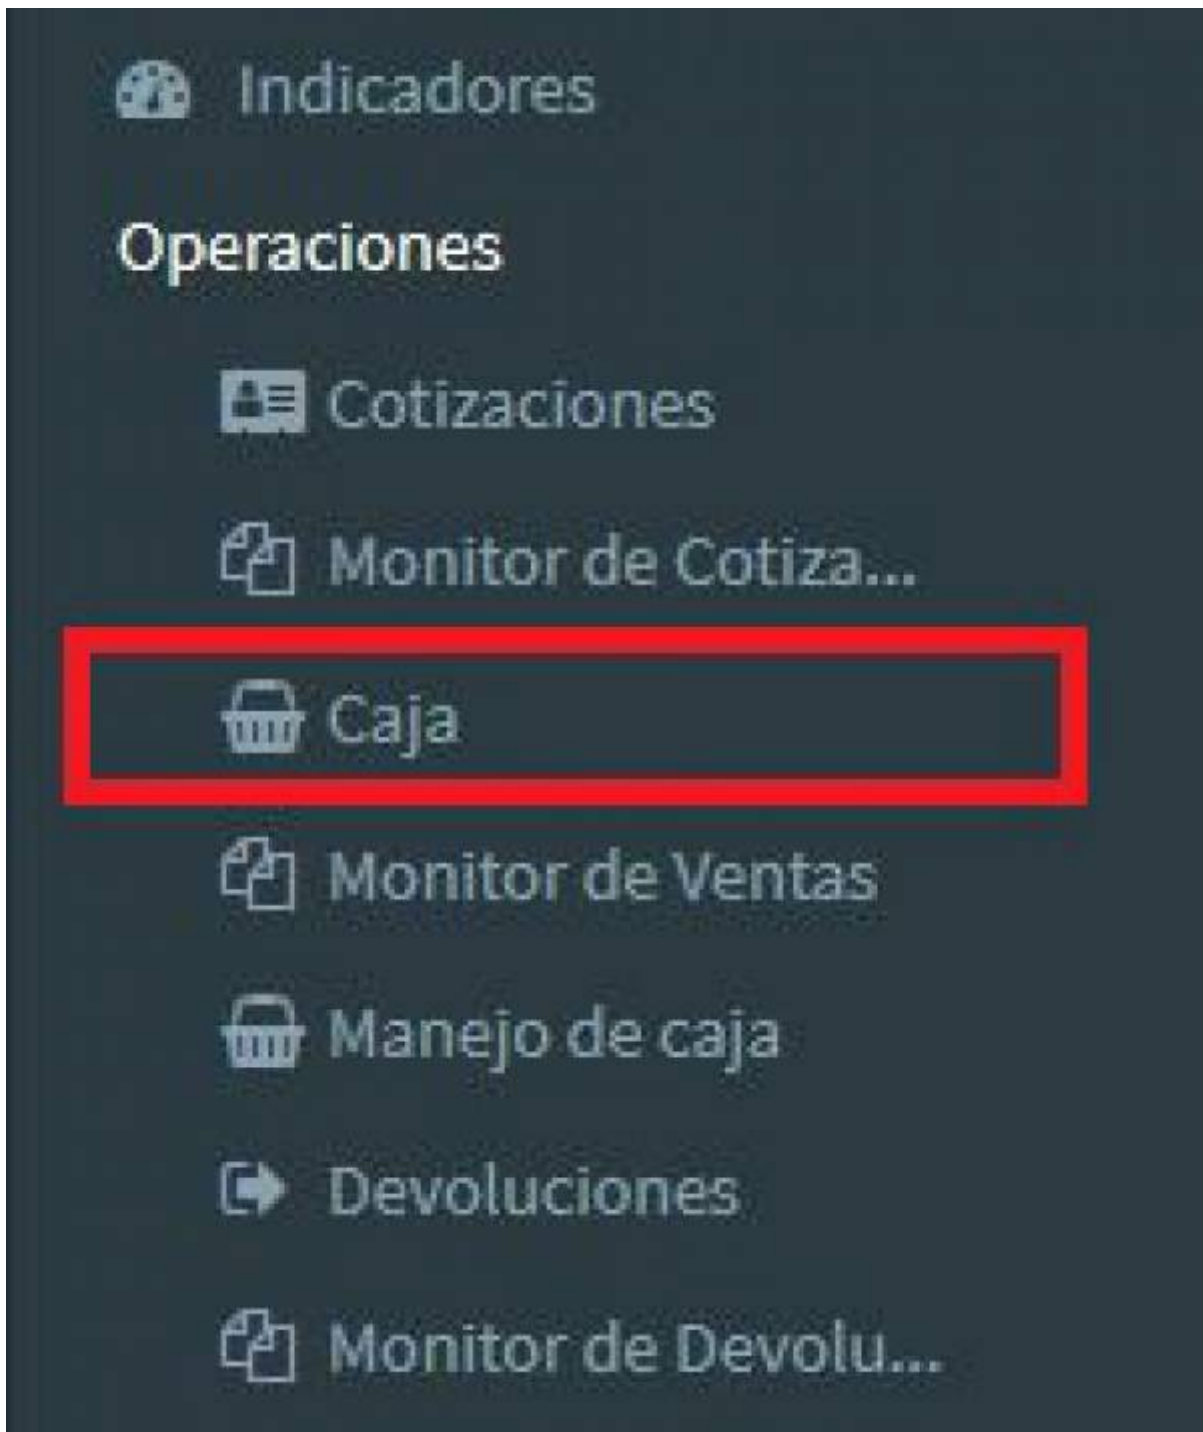 Indicadores
Operaciones
Cotizaciones
Monitor de Cotiza...
Caja
Monitor de Ventas
Manejo de caja
Devoluciones
Monitor de Devolu...